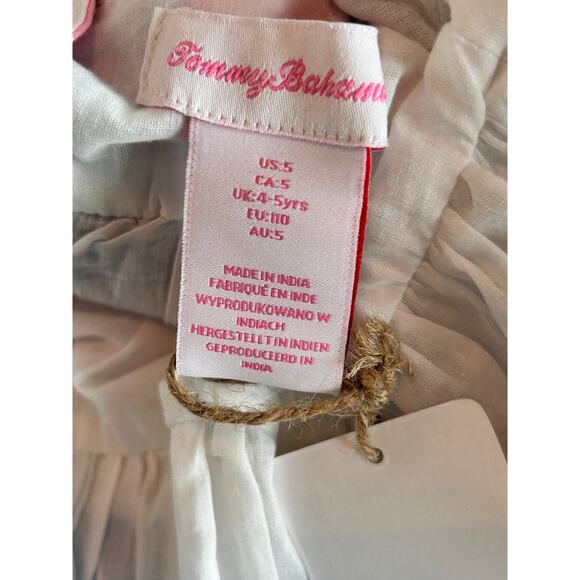 Tommy Bahama
US:5
CA:5
UK:4-5yrs
EU:110
AU:5
MADE IN INDIA
FABRIQUÉ EN INDE
WYPRODUKOWANO W
INDIACH
HERGESTELLT IN INDIEN
GEPRODUCEERD IN
INDIA